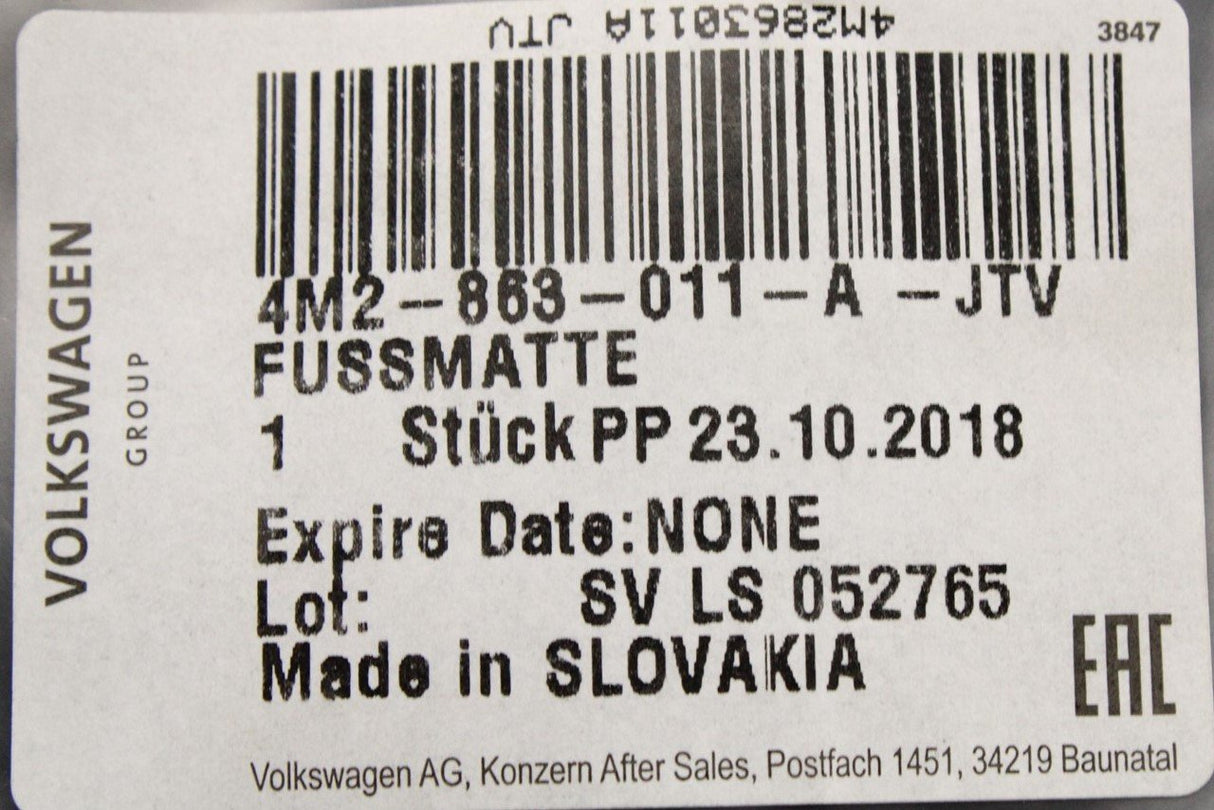 4M2863011A JTV
3847
4M2-863-011-A -JTV
FUSSMATTE
1 Stück PP 23.10.2018
Expire Date:NONE
Lot: SV LS 052765
Made in SLOVAKIA
EAC
Volkswagen AG, Konzern After Sales, Postfach 1451, 34219 Baunatal
VOLKSWAGEN
GROUP